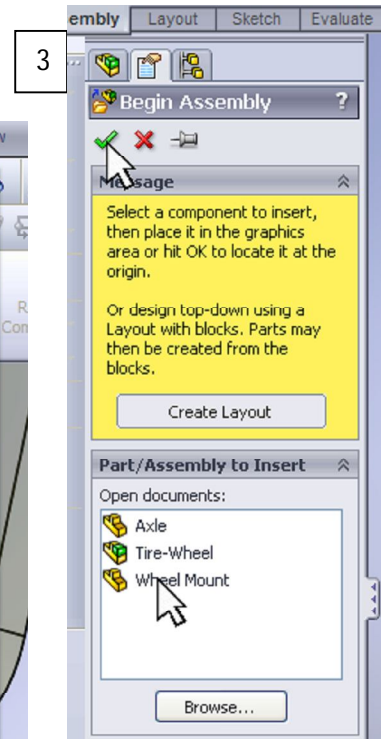 embly Layout Sketch Evaluate
3
Begin Assembly ?
Message
Select a component to insert,
then place it in the graphics
area or hit OK to locate it at the
origin.
Or design top-down using a
Layout with blocks. Parts may
then be created from the
blocks.
Create Layout
Part/Assembly to Insert
Open documents:
Axle
Tire-Wheel
Wheel Mount
Browse...
R
Com